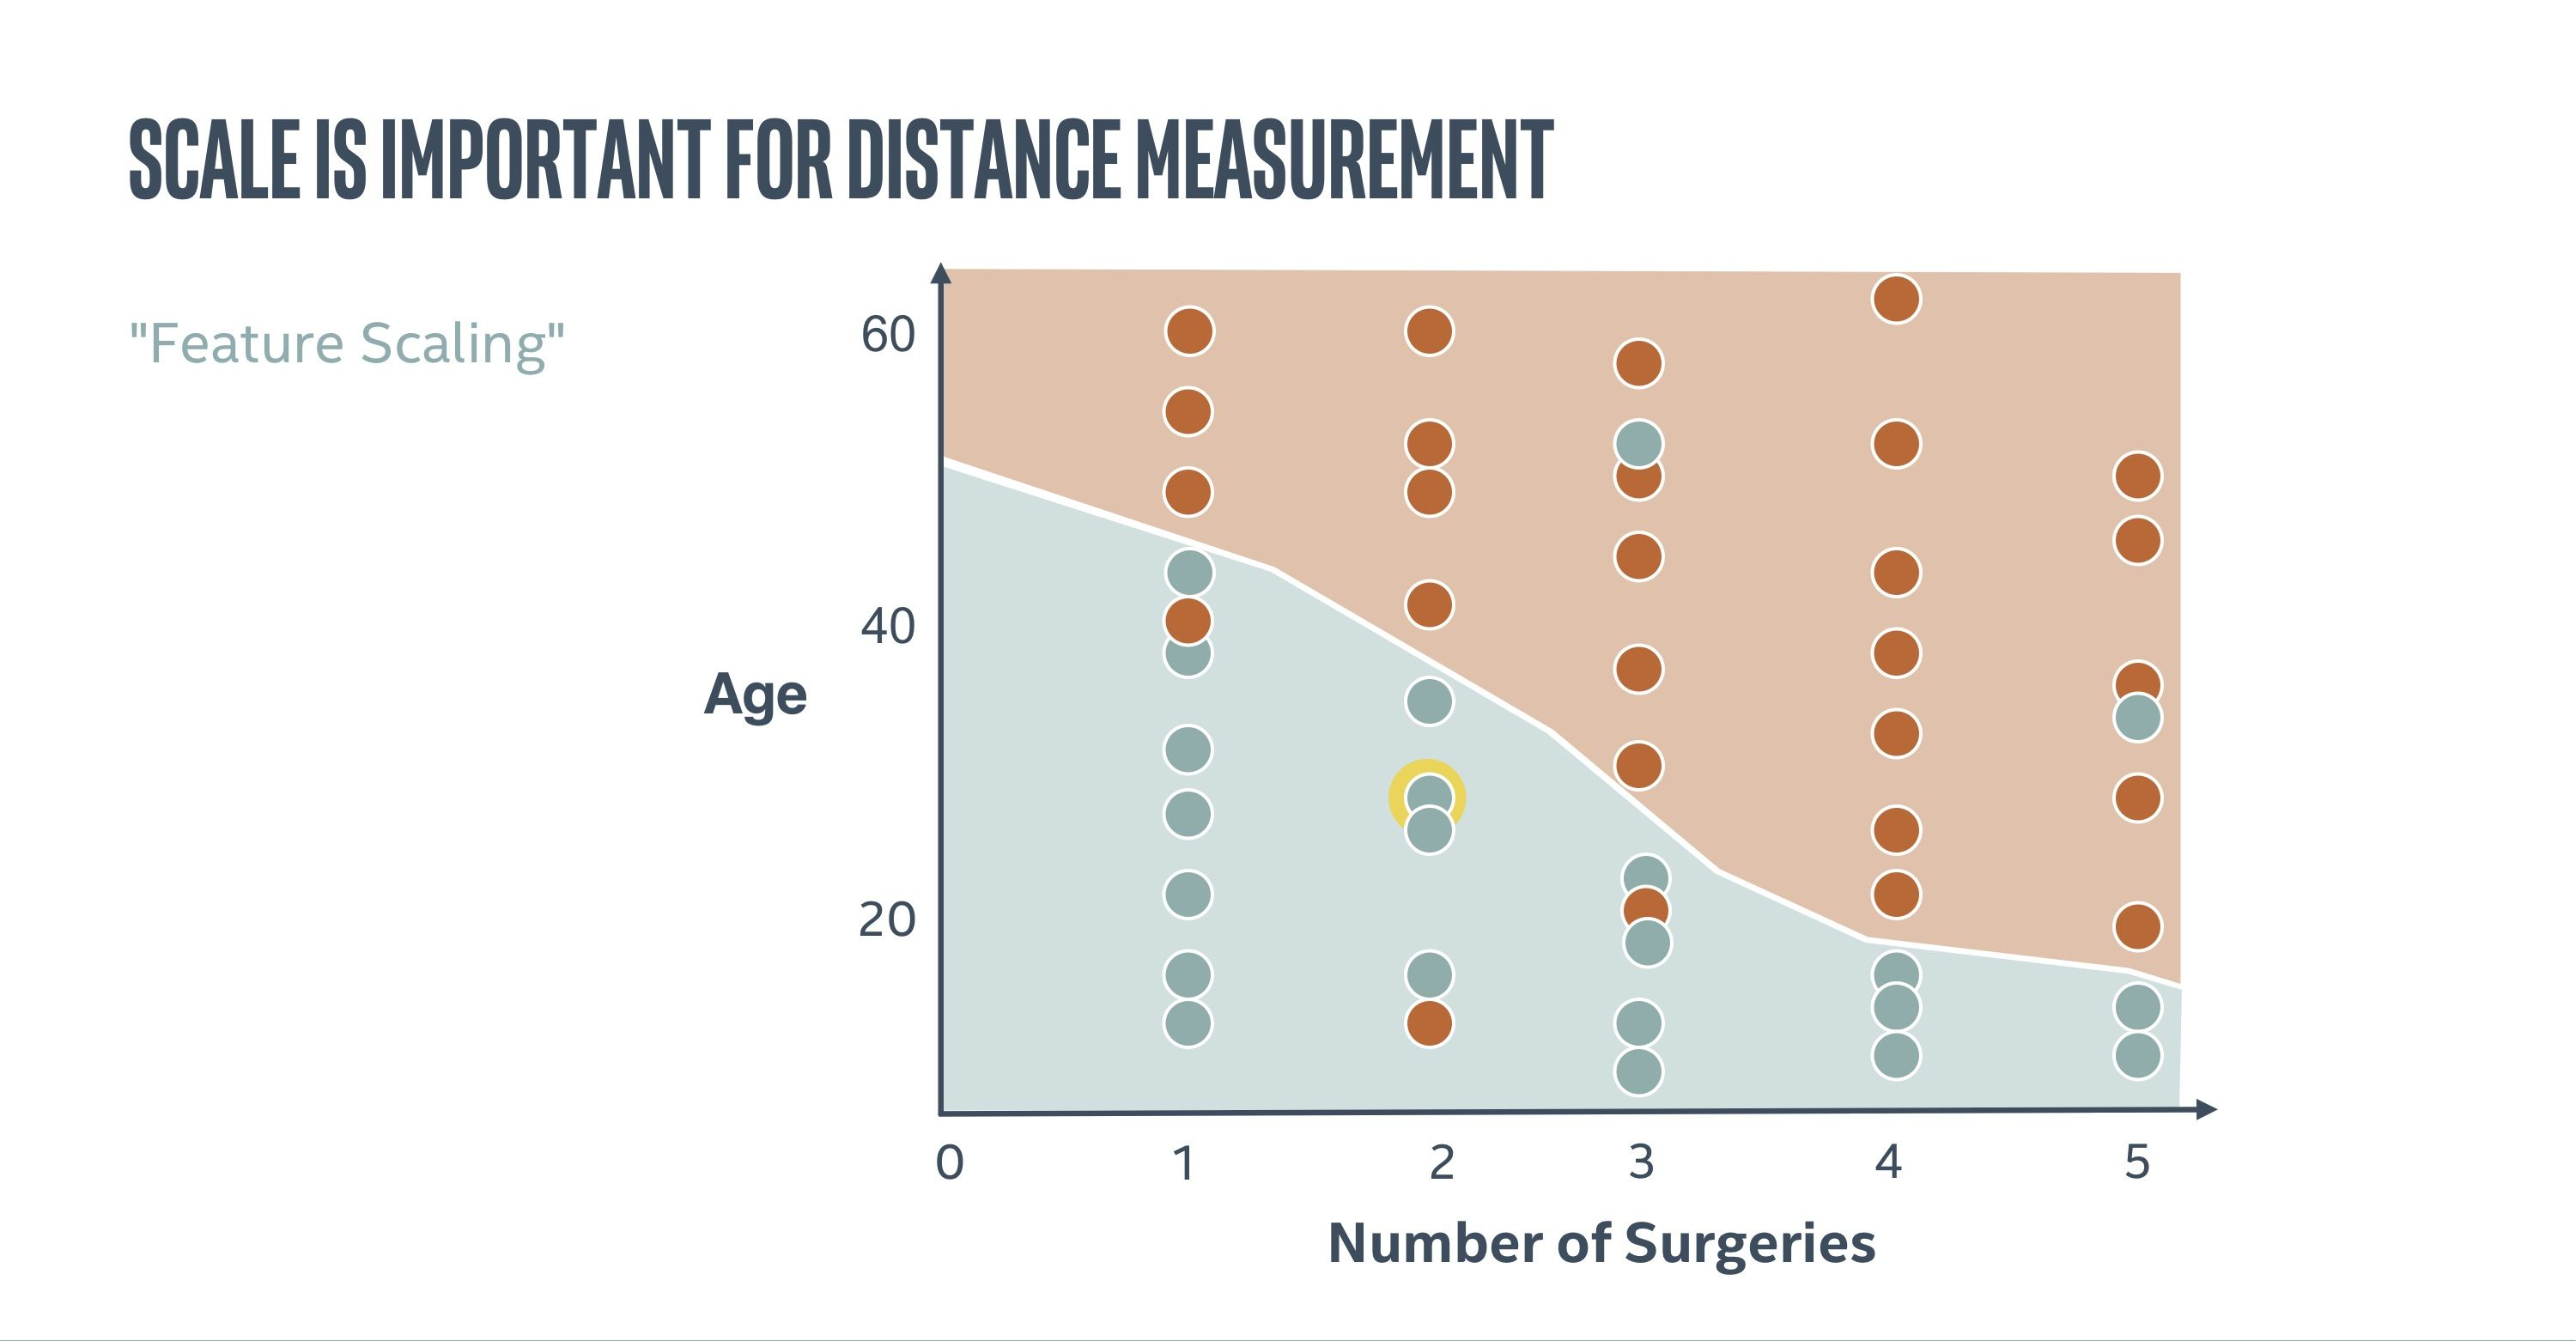 SCALE IS IMPORTANT FOR DISTANCE MEASUREMENT
"Feature Scaling"
60
40
Age
20
0 1 2 3 4 5
Number of Surgeries